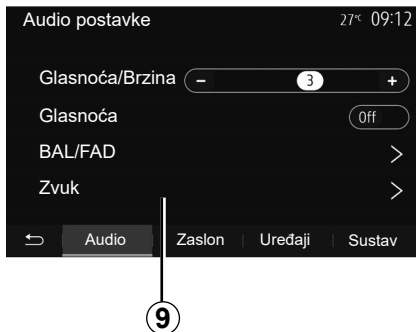 Audio postavke 27°C 09:12
Glasnoća/Brzina - 3 +
Glasnoća Off
BAL/FAD >
Zvuk >
Audio Zaslon Uređaji Sustav
9